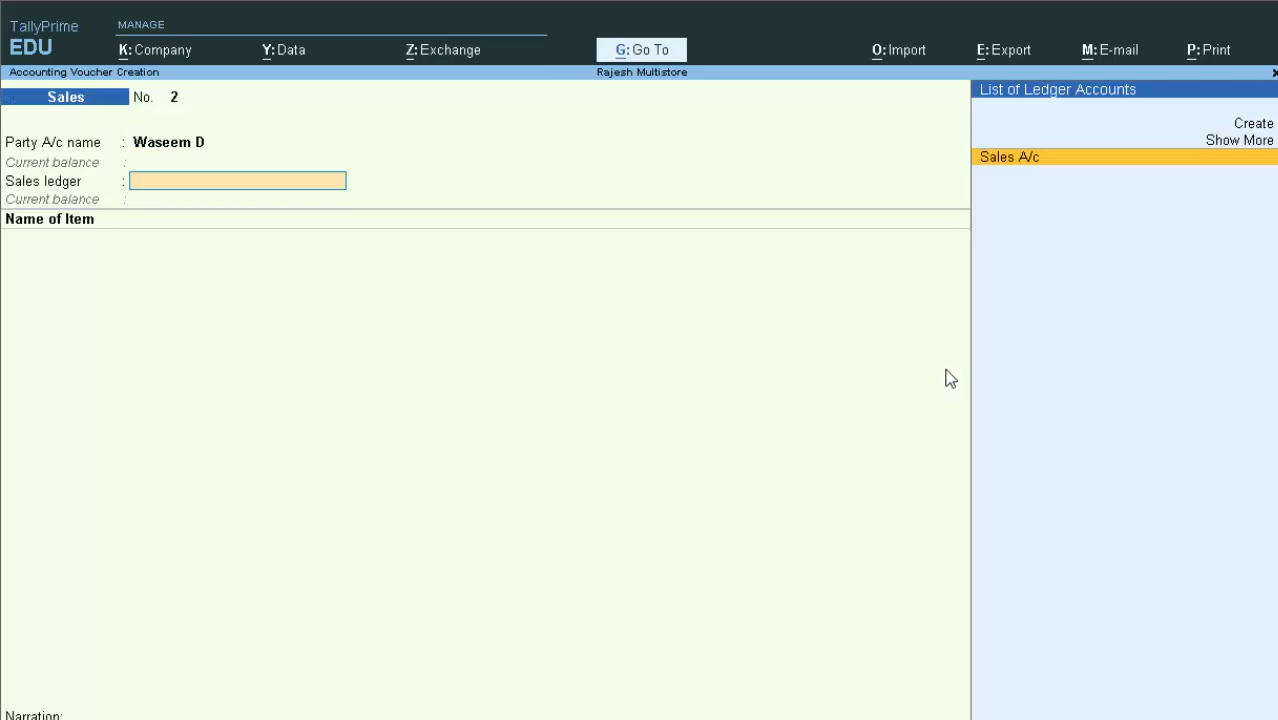 TallyPrime
EDU
MANAGE
K: Company
Y: Data
Z: Exchange
G: Go To
O: Import
E: Export
M: E-mail
P: Print
Accounting Voucher Creation
Rajesh Multistore
Sales No. 2
Party A/c name : Waseem D
Current balance :
Sales ledger :
Current balance :
Name of Item
Narration:
List of Ledger Accounts
Create
Show More
Sales A/c